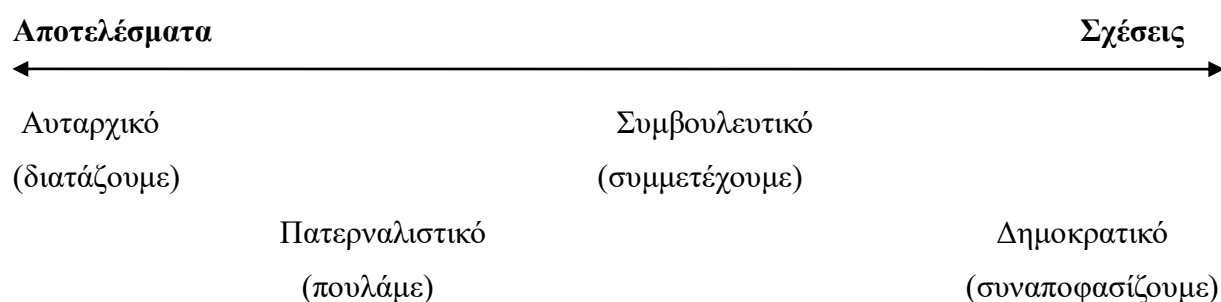 Αποτελέσματα Σχέσεις
Αυταρχικό Συμβουλευτικό
(διατάζουμε) (συμμετέχουμε)
Πατερναλιστικό Δημοκρατικό
(πουλάμε) (συναποφασίζουμε)